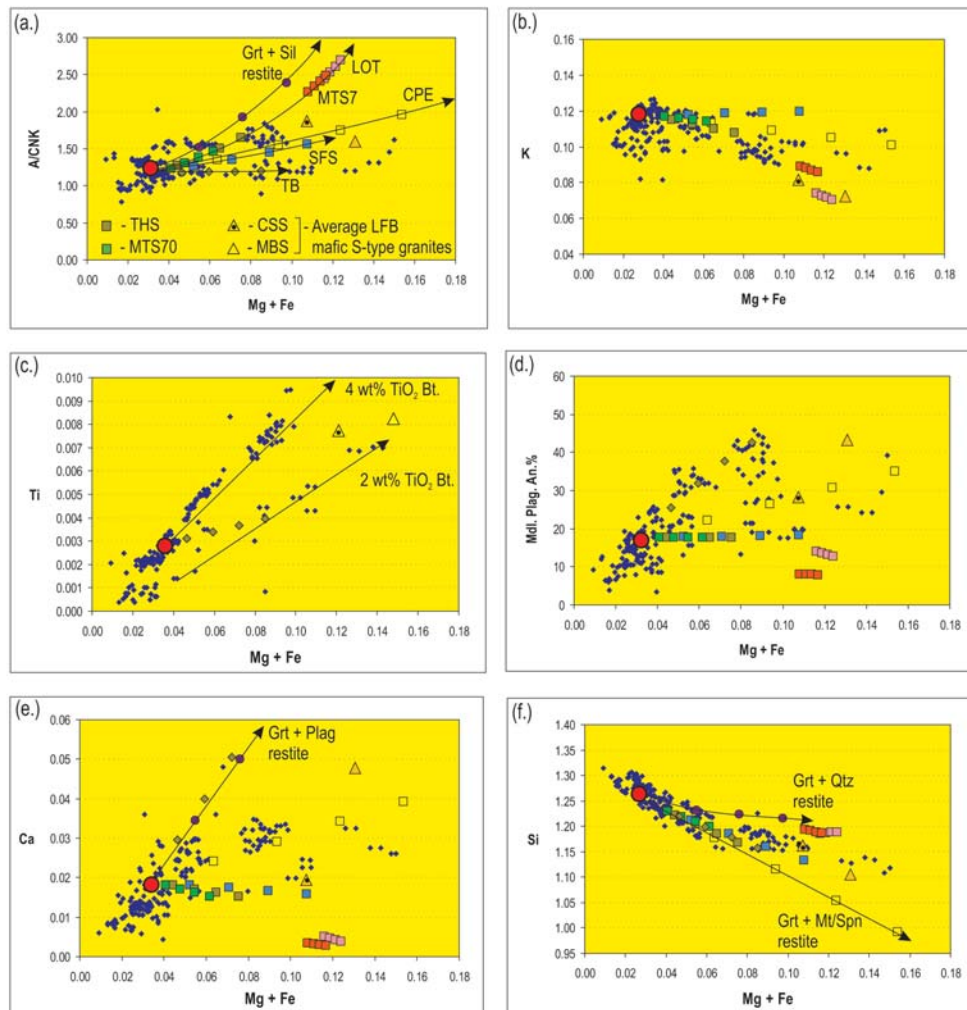 (a.)
3.00
2.50
2.00
1.50
1.00
0.50
0.00
A/CNK
Grt + Sil
restite
LOT
MTS7
CPE
SFS
TB
- THS
- MTS70
- CSS
- MBS
- Average LFB
mafic S-type granites
0.00 0.02 0.04 0.06 0.08 0.10 0.12 0.14 0.16 0.18
Mg + Fe
(b.)
0.16
0.14
0.12
0.10
0.08
0.06
0.04
K
0.00 0.02 0.04 0.06 0.08 0.10 0.12 0.14 0.16 0.18
Mg + Fe
(c.)
0.010
0.009
0.008
0.007
0.006
0.005
0.004
0.003
0.002
0.001
0.000
Ti
4 wt% TiO2 Bt.
2 wt% TiO2 Bt.
0.00 0.02 0.04 0.06 0.08 0.10 0.12 0.14 0.16 0.18
Mg + Fe
(d.)
60
50
40
30
20
10
0
Mdl. Plag. An.%
0.00 0.02 0.04 0.06 0.08 0.10 0.12 0.14 0.16 0.18
Mg + Fe
(e.)
0.06
0.05
0.04
0.03
0.02
0.01
0.00
Ca
Grt + Plag
restite
0.00 0.02 0.04 0.06 0.08 0.10 0.12 0.14 0.16 0.18
Mg + Fe
(f.)
1.40
1.35
1.30
1.25
1.20
1.15
1.10
1.05
1.00
0.95
Si
Grt + Qtz
restite
Grt + Mt/Spn
restite
0.00 0.02 0.04 0.06 0.08 0.10 0.12 0.14 0.16 0.18
Mg + Fe